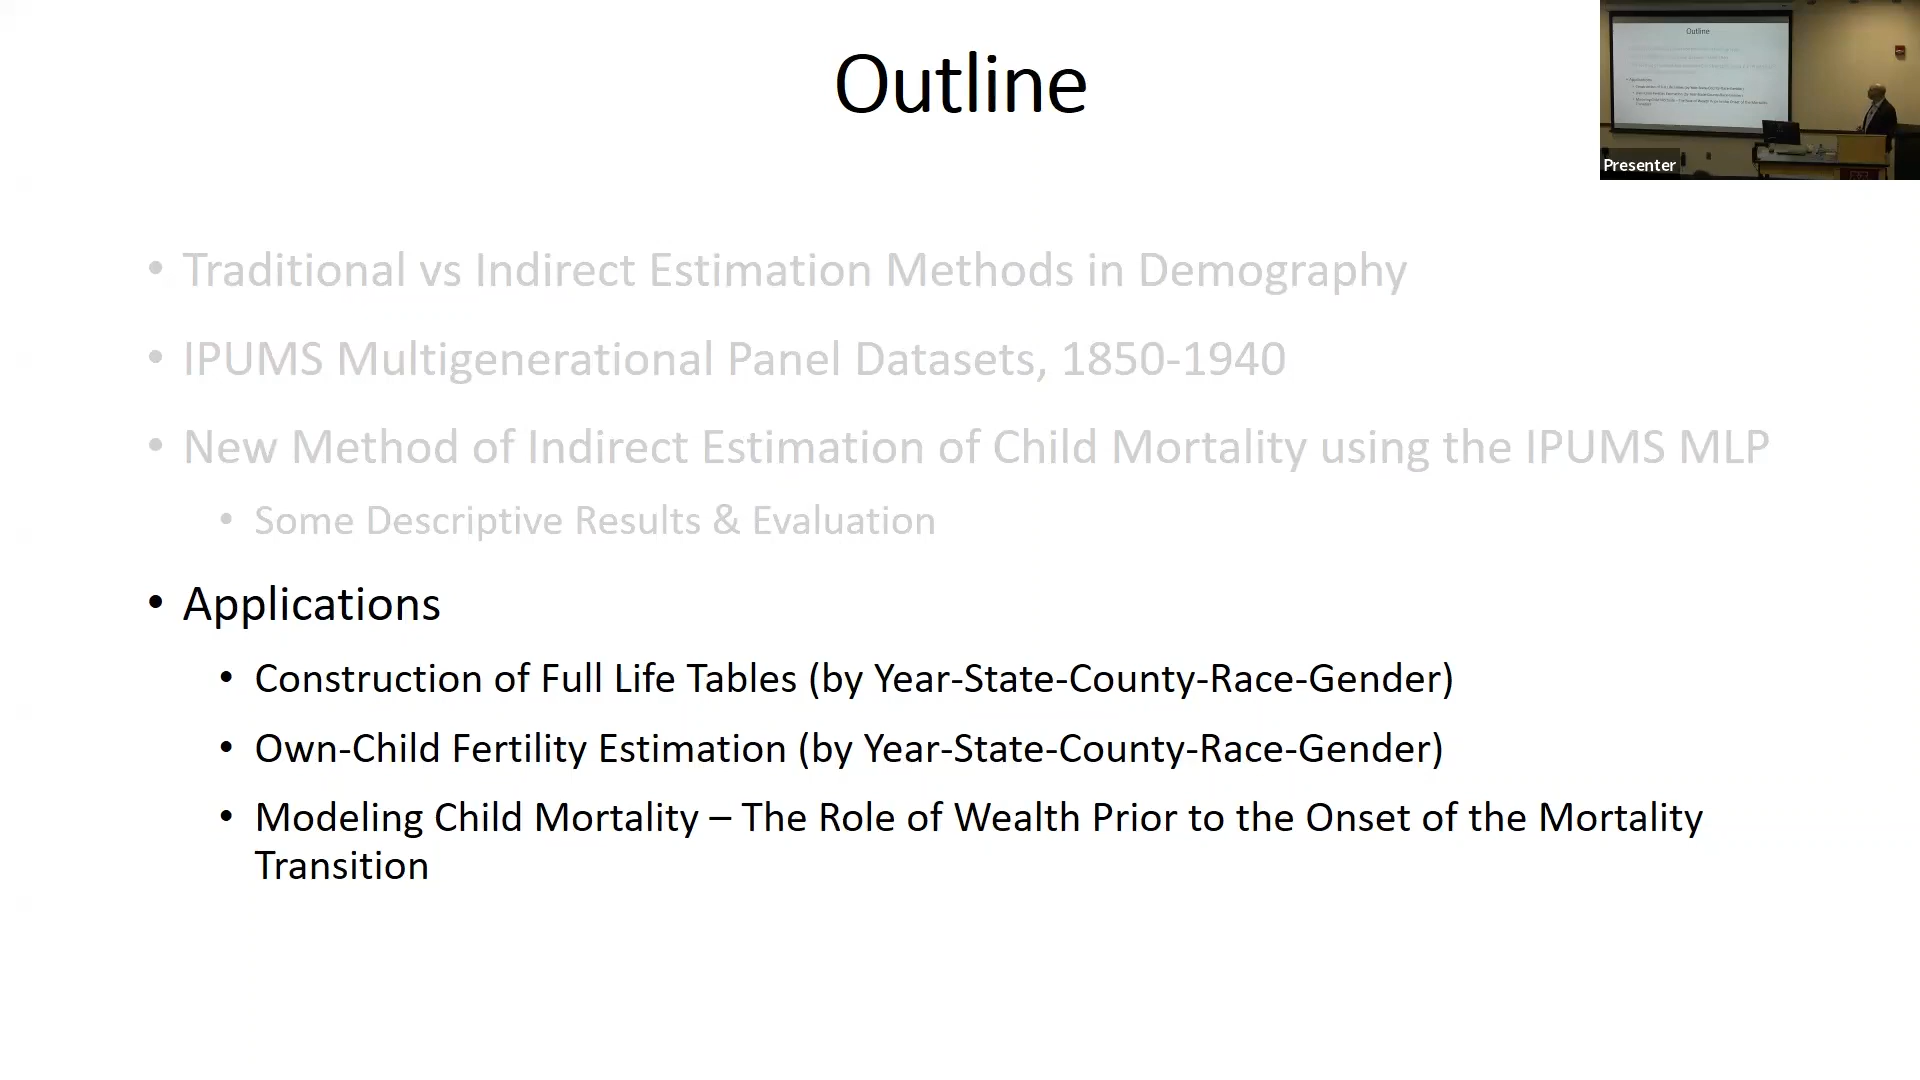 Outline
Outline
Presenter
• Traditional vs Indirect Estimation Methods in Demography
• IPUMS Multigenerational Panel Datasets, 1850-1940
• New Method of Indirect Estimation of Child Mortality using the IPUMS MLP
• Some Descriptive Results & Evaluation
• Applications
• Construction of Full Life Tables (by Year-State-County-Race-Gender)
• Own-Child Fertility Estimation (by Year-State-County-Race-Gender)
• Modeling Child Mortality – The Role of Wealth Prior to the Onset of the Mortality
Transition